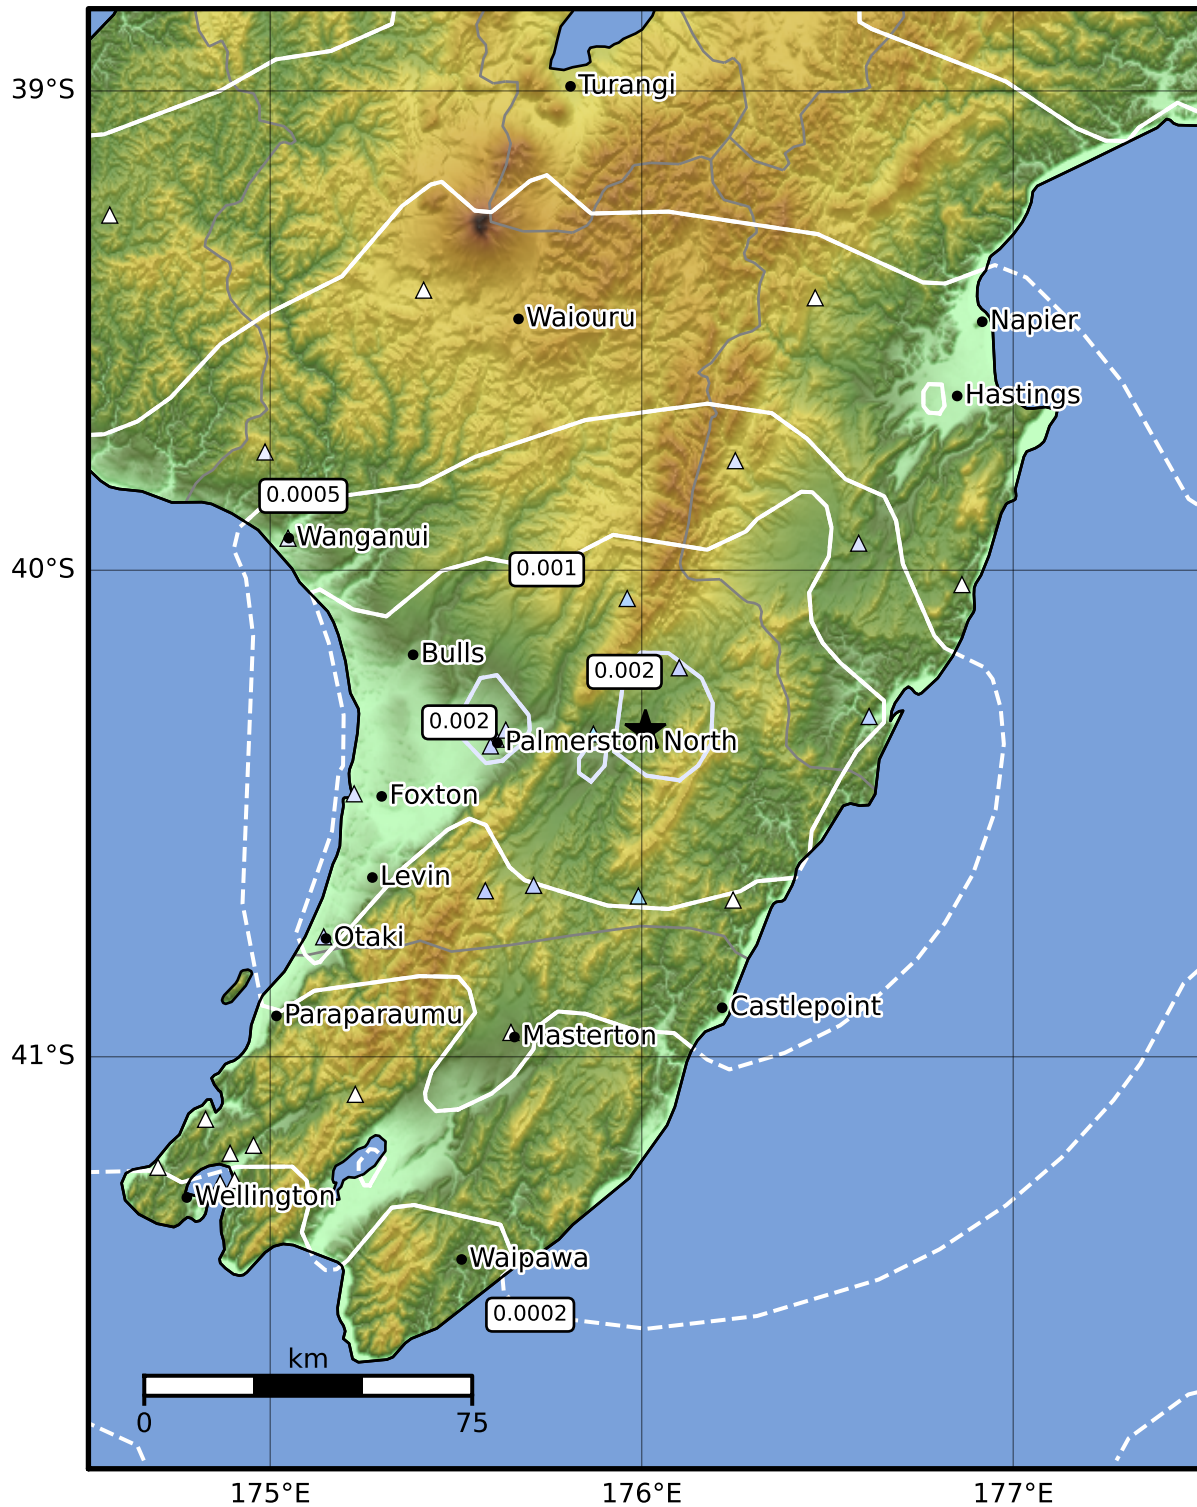 39°S
Turangi
Waiouru
Napier
Hastings
0.0005
Wanganui
40°S
0.001
Bulls
0.002
0.002
Palmerston North
Foxton
Levin
Otaki
Castlepoint
Paraparaumu
Masterton
41°S
Wellington
Waipawa
0.0002
km
0 75
175°E 176°E 177°E